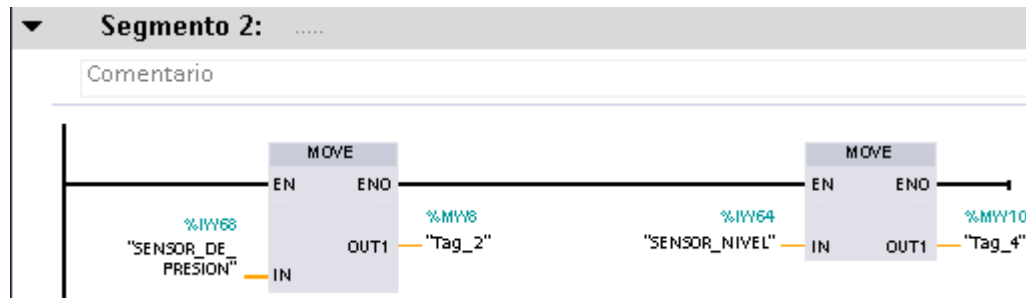 Segmento 2: .....
Comentario
MOVE
EN ENO
%IW68
"SENSOR_DE_
PRESION"
IN
%MW8
OUT1
"Tag_2"
MOVE
EN ENO
%IW64
"SENSOR_NIVEL"
IN
%MW10
OUT1
"Tag_4"